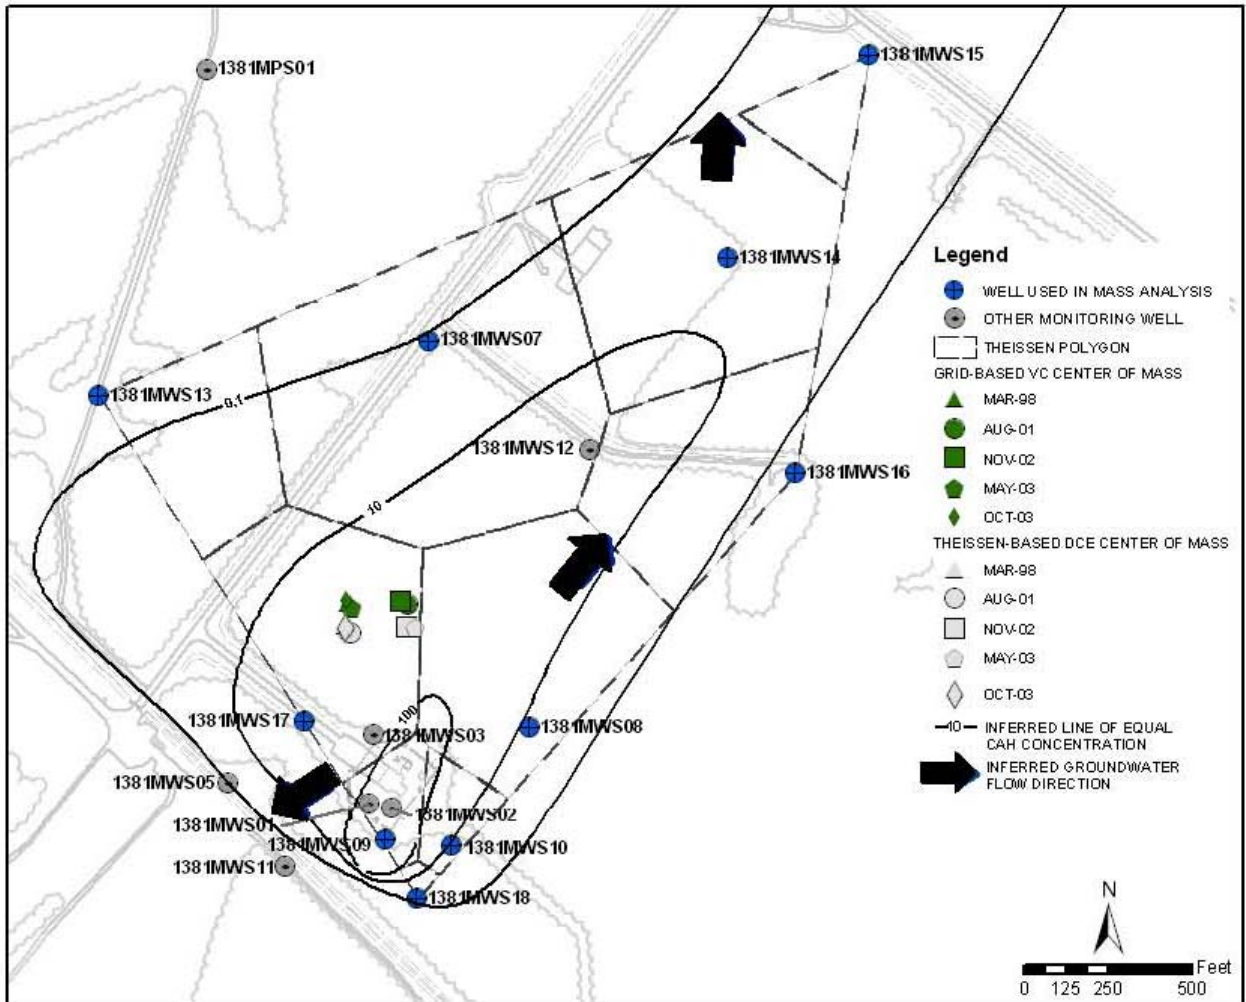 1381MPS01
1381MWS15
1381MWS14
1381MWS07
1381MWS13
0.1
1381MWS12
1381MWS16
10
1381MWS17
100
1381MWS03
1381MWS08
1381MWS05
1381MWS01
1381MWS02
1381MWS09
1381MWS10
1381MWS11
1381MWS18
Legend
WELL USED IN MASS ANALYSIS
OTHER MONITORING WELL
THEISSEN POLYGON
GRID-BASED VC CENTER OF MASS
MAR-98
AUG-01
NOV-02
MAY-03
OCT-03
THEISSEN-BASED DCE CENTER OF MASS
MAR-98
AUG-01
NOV-02
MAY-03
OCT-03
10 INFERRED LINE OF EQUAL
CAH CONCENTRATION
INFERRED GROUNDWATER
FLOW DIRECTION
N
Feet
0 125 250 500